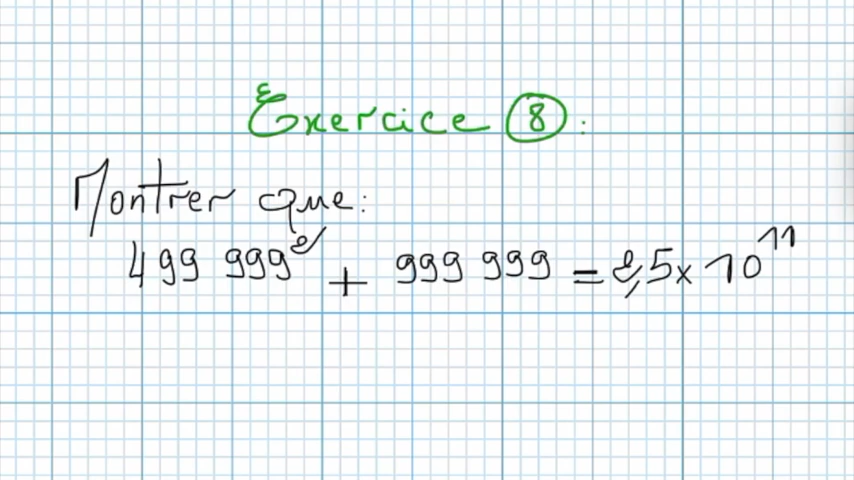 Exercice 8 :
Montrer que :
499 999² + 999 999 = 2,5 × 10¹¹